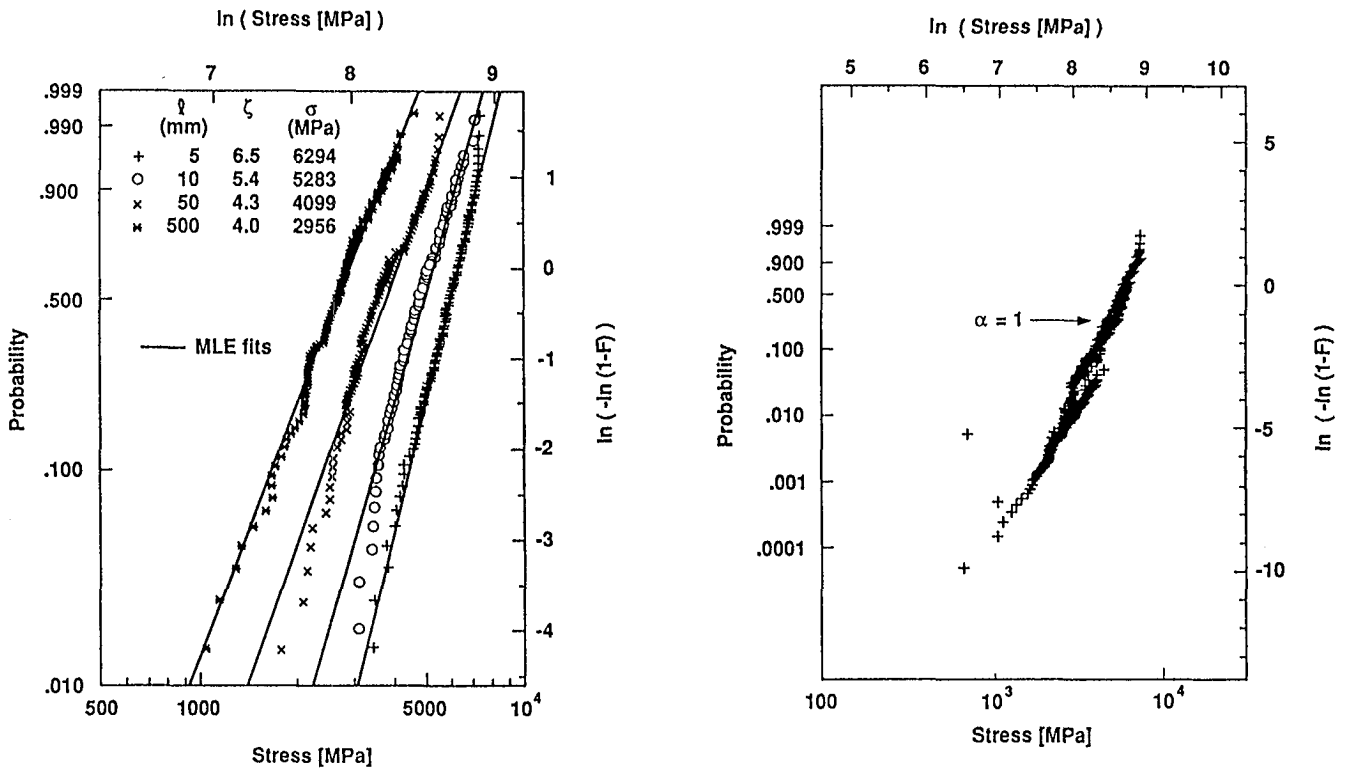 ln ( Stress [MPa] )
7 8 9
.999
.990
.900
.500
.100
.010
Probability
ℓ ζ σ
(mm) (MPa)
+ 5 6.5 6294
○ 10 5.4 5283
× 50 4.3 4099
500 4.0 2956
MLE fits
1
0
-1
-2
-3
-4
ln ( -ln (1-F) )
500 1000 5000 10⁴
Stress [MPa]
ln ( Stress [MPa] )
5 6 7 8 9 10
.999
.900
.500
.100
.010
.001
.0001
Probability
α = 1
5
0
-5
-10
ln ( -ln (1-F) )
100 10³ 10⁴
Stress [MPa]